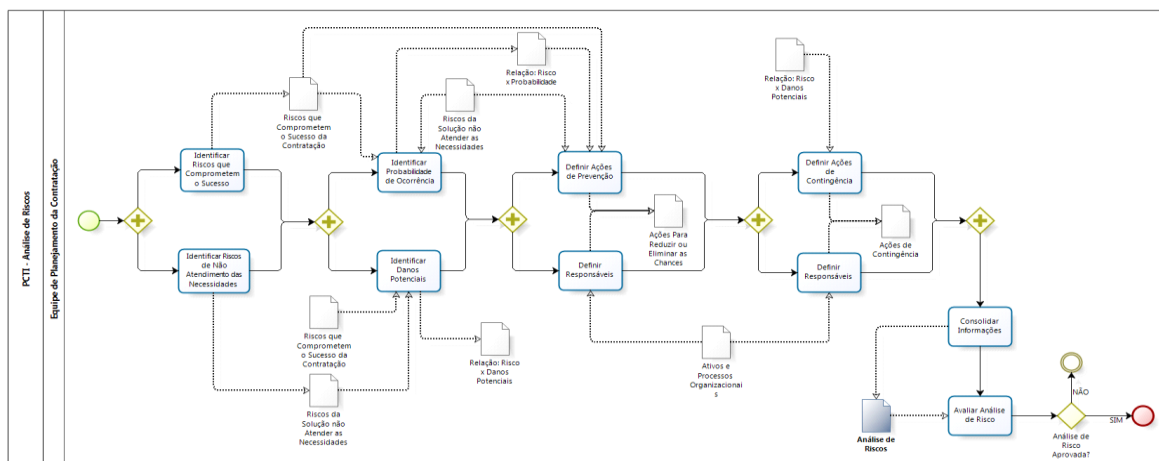 PCTI - Análise de Riscos
Equipe de Planejamento da Contratação
Identificar
Riscos que
Comprometem
o Sucesso
Identificar Riscos
de Não
Atendimento das
Necessidades
Riscos que
Comprometem
o Sucesso da
Contratação
Identificar
Probabilidade
de Ocorrência
Identificar
Danos
Potenciais
Riscos que
Comprometem
o Sucesso da
Contratação
Riscos da
Solução não
Atender as
Necessidades
Relação: Risco
x Probabilidade
Riscos da
Solução não
Atender as
Necessidades
Relação: Risco
x Danos
Potenciais
Definir Ações
de Prevenção
Definir
Responsáveis
Ações Para
Reduzir ou
Eliminar as
Chances
Ativos e
Processos
Organizacionai
s
Relação: Risco
x Danos
Potenciais
Definir Ações
de
Contingência
Definir
Responsáveis
Ações de
Contingência
Consolidar
Informações
Análise de
Riscos
Avaliar Análise
de Risco
NÃO
SIM
Análise de
Risco
Aprovada?